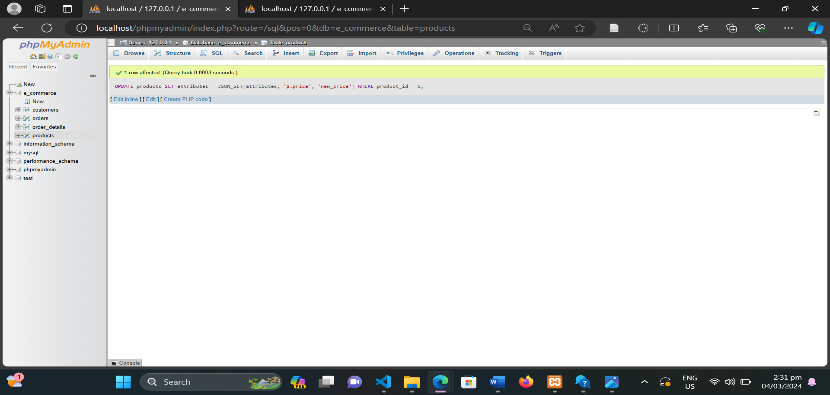 localhost / 127.0.0.1 / e_commer
localhost / 127.0.0.1 / e_commer
localhost/phpmyadmin/index.php?route=/sql&pos=0&db=e_commerce&table=products
phpMyAdmin
Recent Favorites
New
e_commerce
New
customers
orders
order_details
products
information_schema
mysql
performance_schema
phpmyadmin
test
Server: 127.0.0.1 » Database: e_commerce » Table: products
Browse Structure SQL Search Insert Export Import Privileges Operations Tracking Triggers
1 row affected. (Query took 0.0003 seconds.)
UPDATE products SET attributes = JSON_SET(attributes, '$.price', 'new_price') WHERE product_id = 1;
[ Edit inline ] [ Edit ] [ Create PHP code ]
Console
1
Search
ENG
US
2:31 pm
04/03/2024